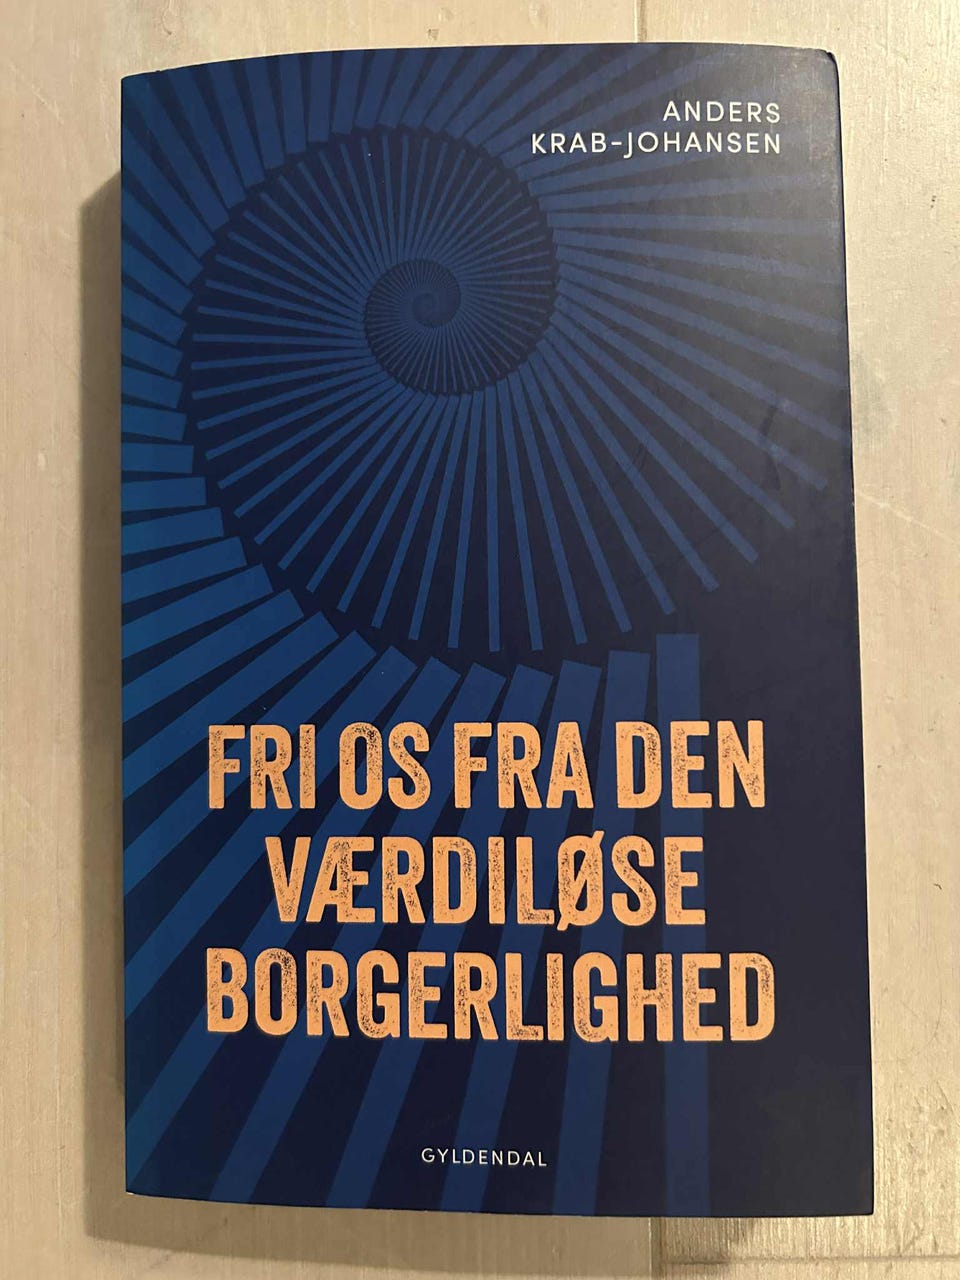 ANDERS
KRAB-JOHANSEN
FRI OS FRA DEN
VÆRDILØSE
BORGERLIGHED
GYLDENDAL